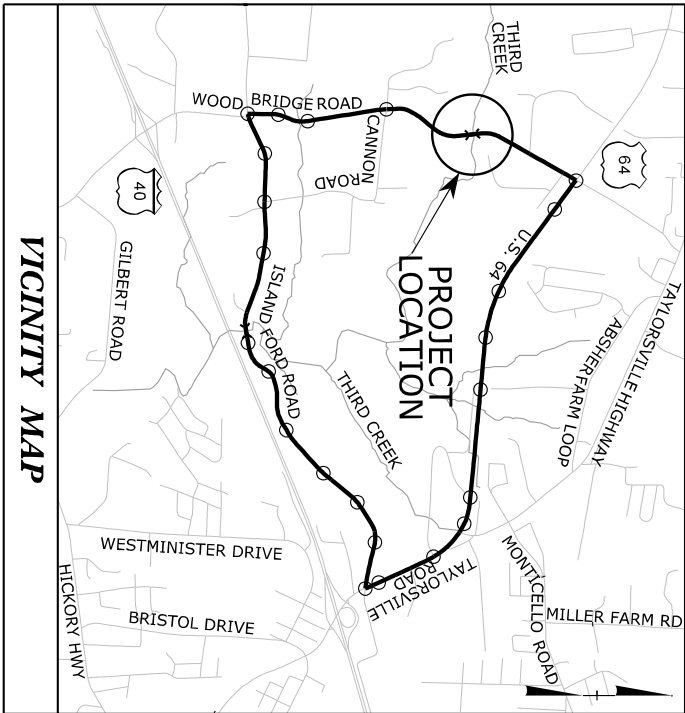 THIRD
CREEK
WOOD BRIDGE ROAD
CANNON
ROAD
64
40
U.S. 64
PROJECT
LOCATION
TAYLORSVILLE HIGHWAY
ABSHERFARM LOOP
GILBERT ROAD
ISLAND FORD ROAD
THIRD CREEK
WESTMINISTER DRIVE
BRISTOL DRIVE
HICKORY HWY
TAYLORSVILLE
ROAD
MONTICELLO ROAD
MILLER FARM RD
VICINITY MAP